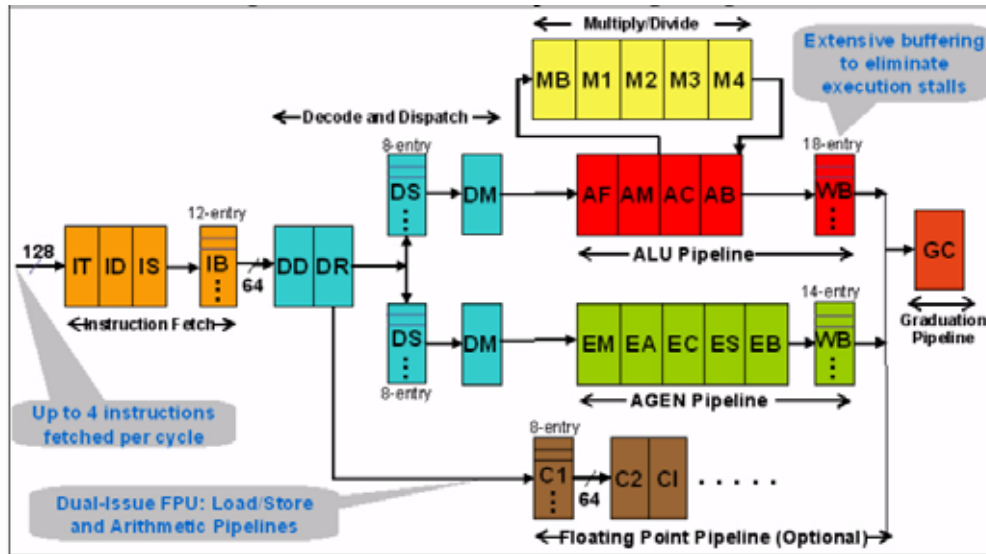 Multiply/Divide
MB M1 M2 M3 M4
Extensive buffering
to eliminate
execution stalls
Decode and Dispatch
8-entry
DS
DM
AF AM AC AB
18-entry
WB
ALU Pipeline
128
IT ID IS
12-entry
IB
Instruction Fetch
64
DD DR
GC
Graduation
Pipeline
DS
8-entry
DM
EM EA EC ES EB
14-entry
WB
AGEN Pipeline
Up to 4 instructions
fetched per cycle
8-entry
C1
64
C2 CI
Dual-Issue FPU: Load/Store
and Arithmetic Pipelines
Floating Point Pipeline (Optional)